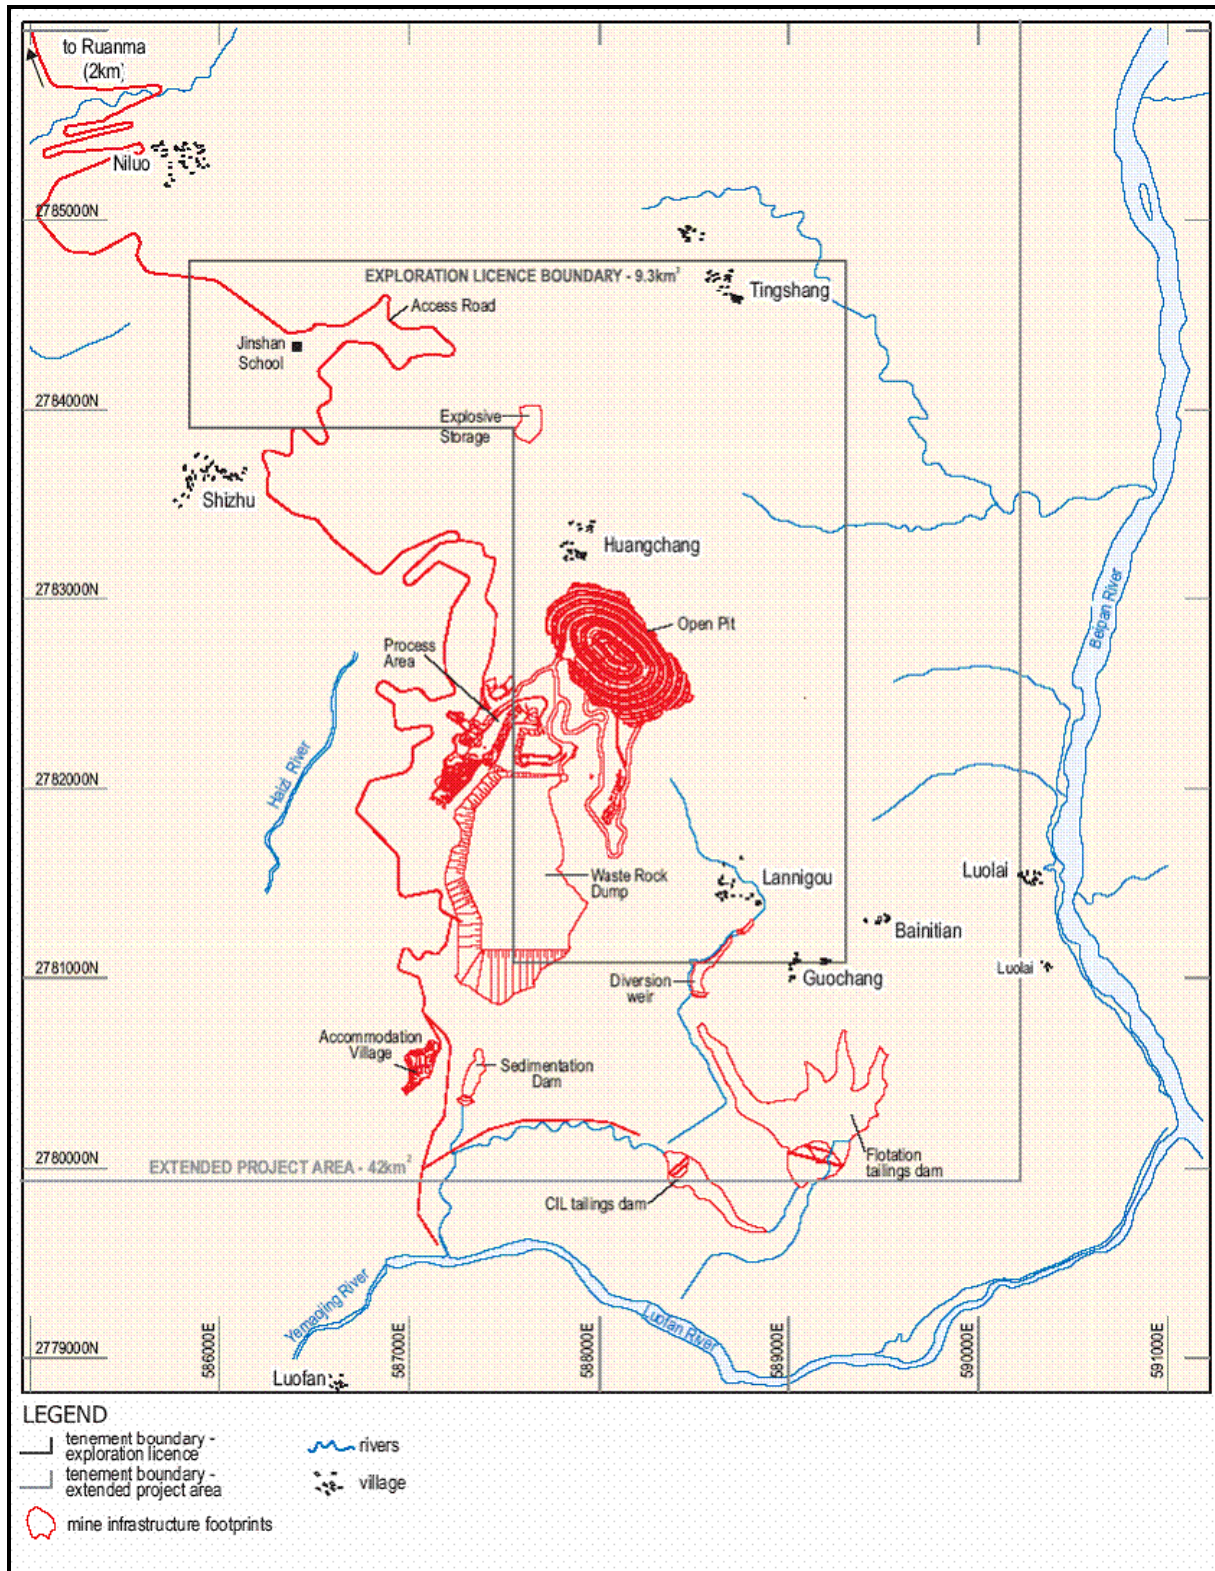 to Ruanma
(2km)
Niluo
2785000N
EXPLORATION LICENCE BOUNDARY - 9.3km²
Tingshang
Access Road
Jinshan
School
2784000N
Explosive
Storage
Shizhu
Huangchang
2783000N
Beipan River
Open Pit
Process
Area
Haizi River
2782000N
Waste Rock
Dump
Lannigou
Luolai
Bainitian
2781000N
Diversion
weir
Guochang
Luolai
Accommodation
Village
Sedimentation
Dam
2780000N
EXTENDED PROJECT AREA - 42km²
Flotation
tailings dam
CIL tailings dam
Yemaojing River
Luofan River
2779000N
586000E
587000E
588000E
589000E
590000E
591000E
Luofan
LEGEND
tenement boundary -
exploration licence
rivers
tenement boundary -
extended project area
village
mine infrastructure footprints